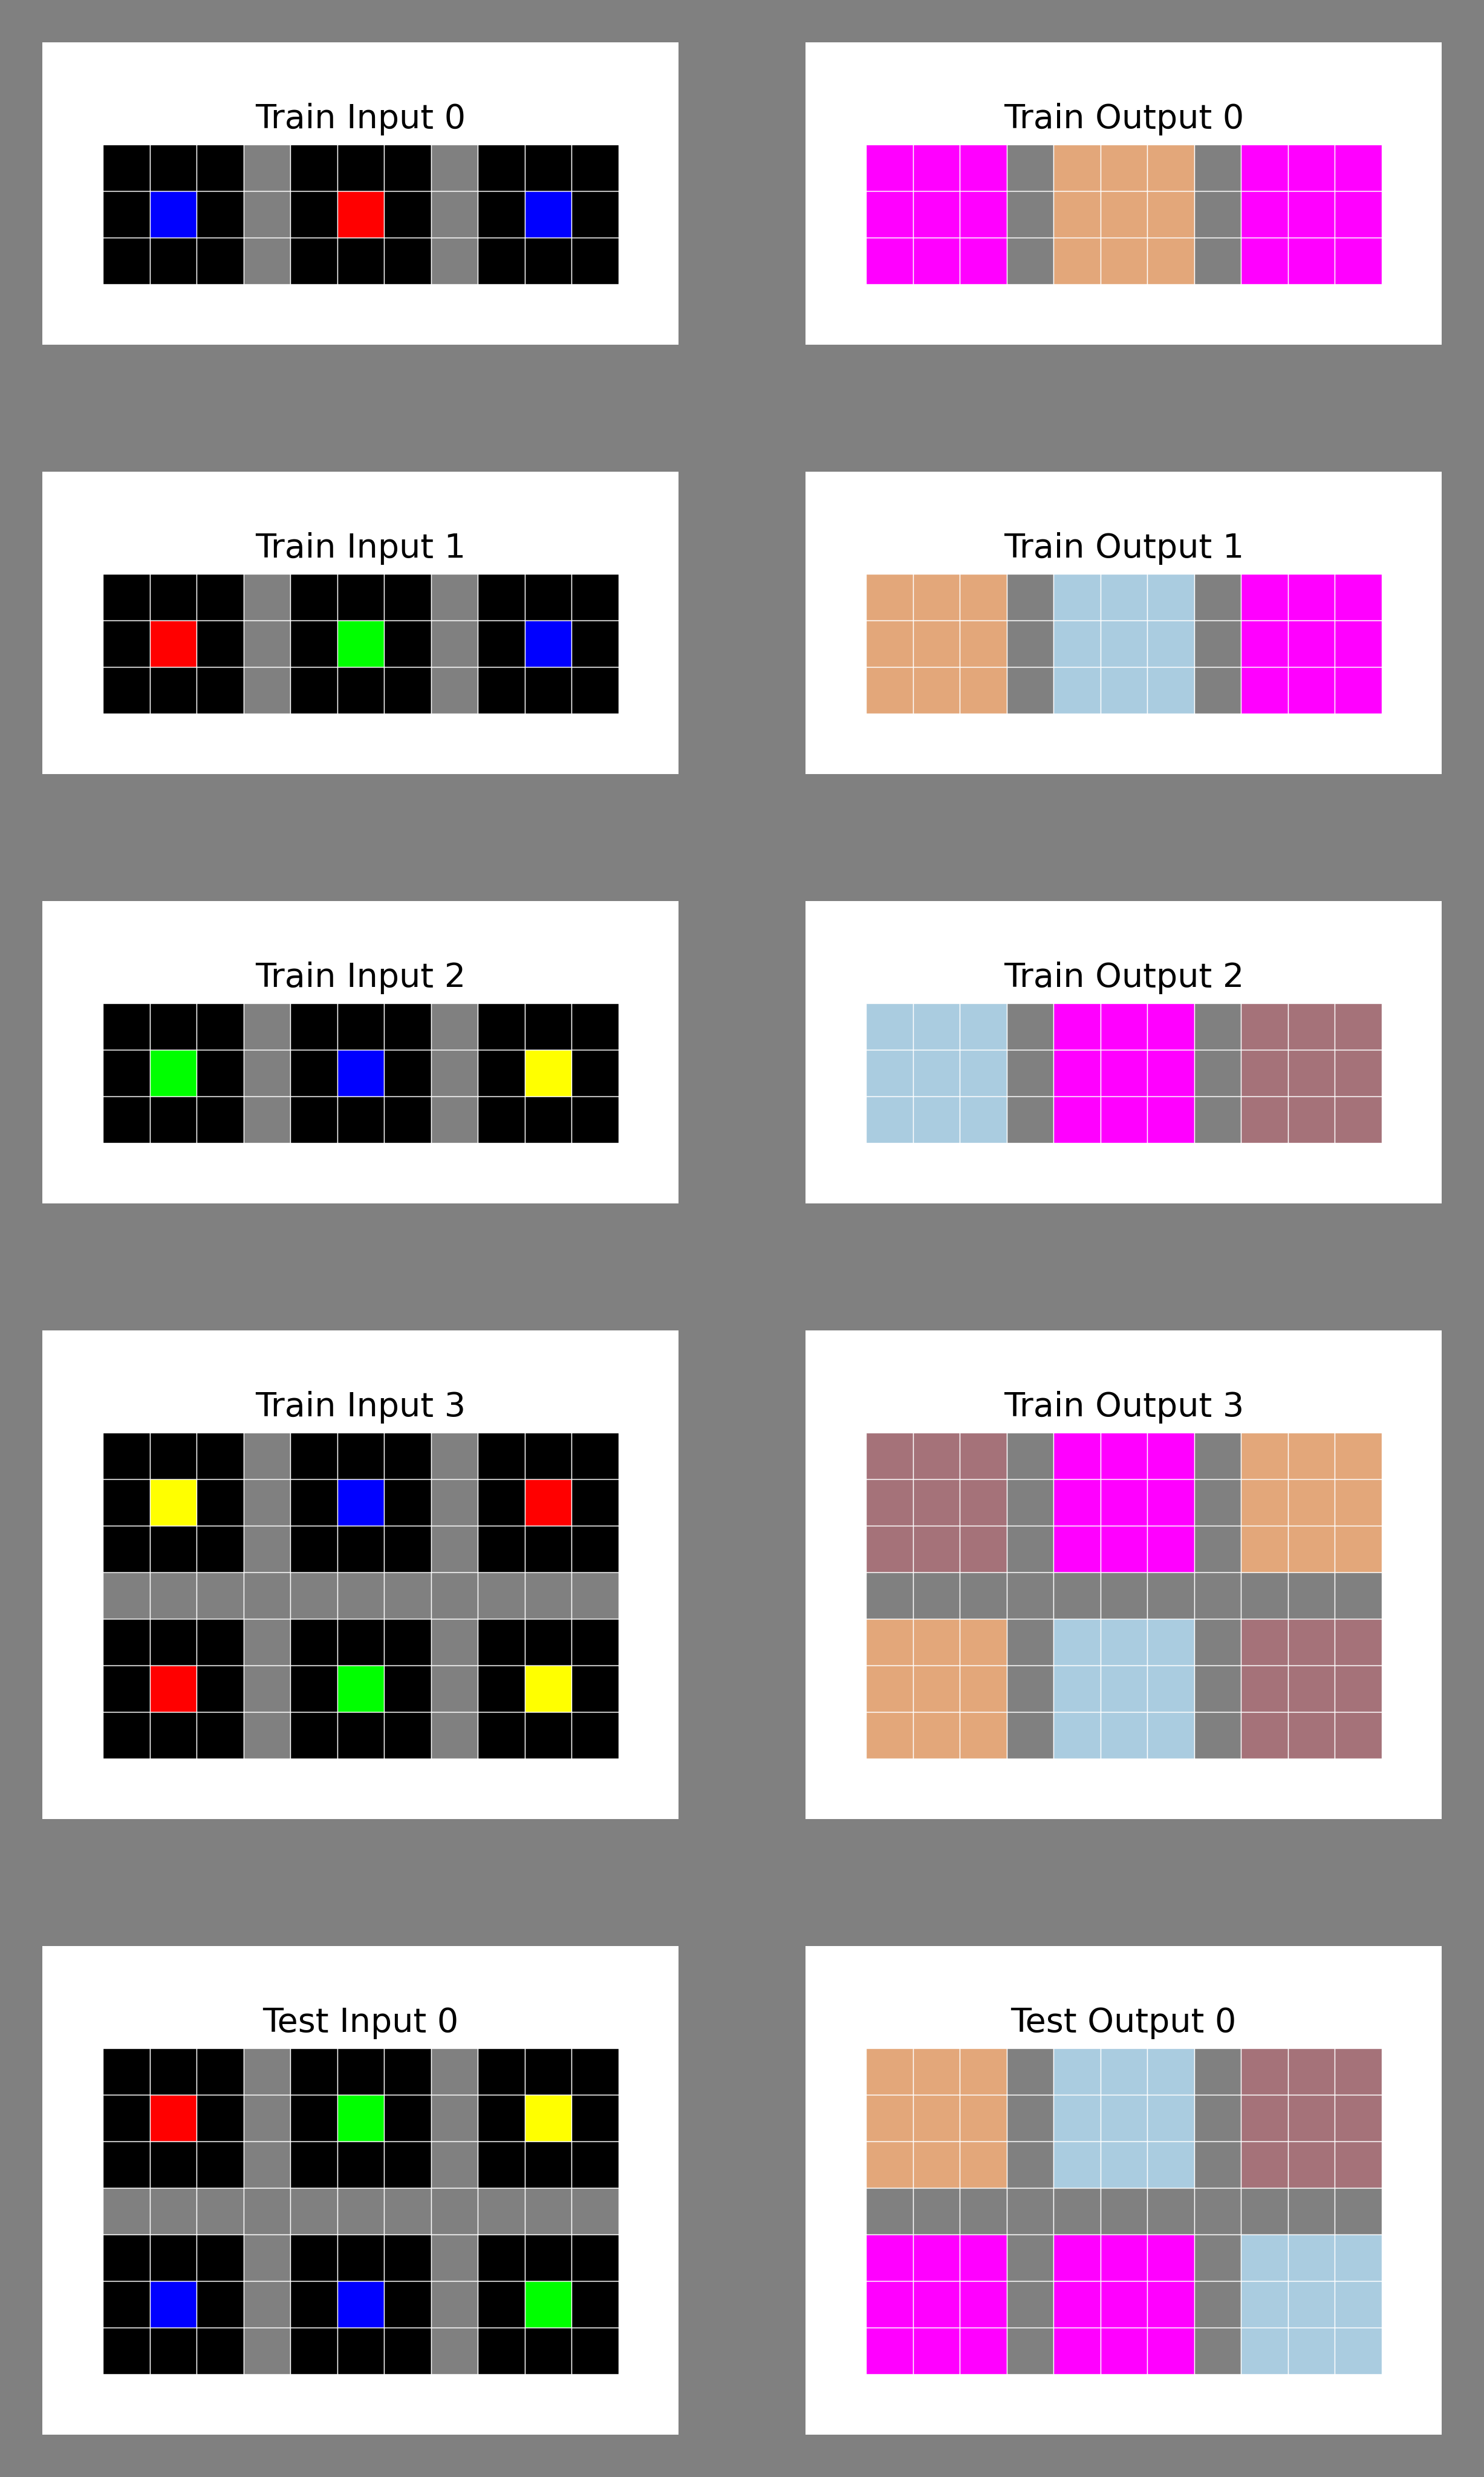 Train Input 0
Train Output 0
Train Input 1
Train Output 1
Train Input 2
Train Output 2
Train Input 3
Train Output 3
Test Input 0
Test Output 0